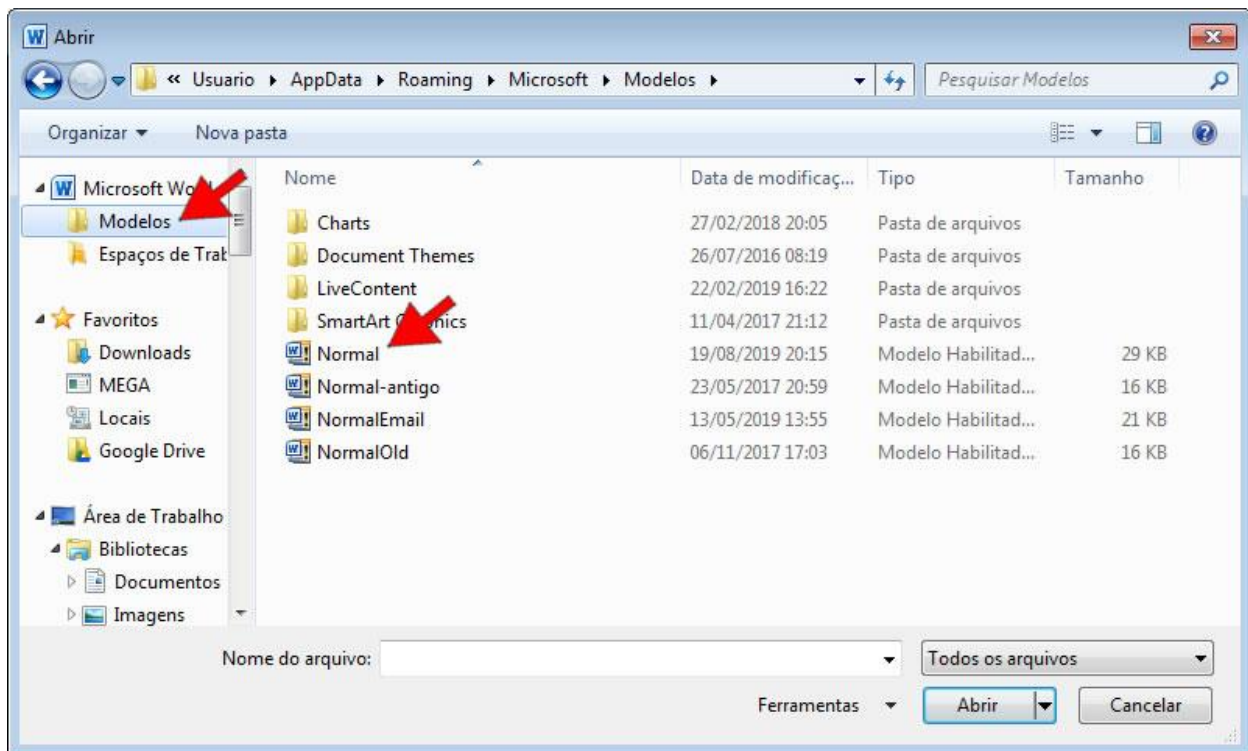 Abrir
« Usuario AppData Roaming Microsoft Modelos
Pesquisar Modelos
Organizar Nova pasta
Microsoft Wo
Modelos
Espaços de Trab
Favoritos
Downloads
MEGA
Locais
Google Drive
Área de Trabalho
Bibliotecas
Documentos
Imagens
Nome Data de modificaç... Tipo Tamanho
Charts 27/02/2018 20:05 Pasta de arquivos
Document Themes 26/07/2016 08:19 Pasta de arquivos
LiveContent 22/02/2019 16:22 Pasta de arquivos
SmartArt 11/04/2017 21:12 Pasta de arquivos
Normal 19/08/2019 20:15 Modelo Habilitad... 29 KB
Normal-antigo 23/05/2017 20:59 Modelo Habilitad... 16 KB
NormalEmail 13/05/2019 13:55 Modelo Habilitad... 21 KB
NormalOld 06/11/2017 17:03 Modelo Habilitad... 16 KB
Nome do arquivo: Todos os arquivos
Ferramentas Abrir Cancelar